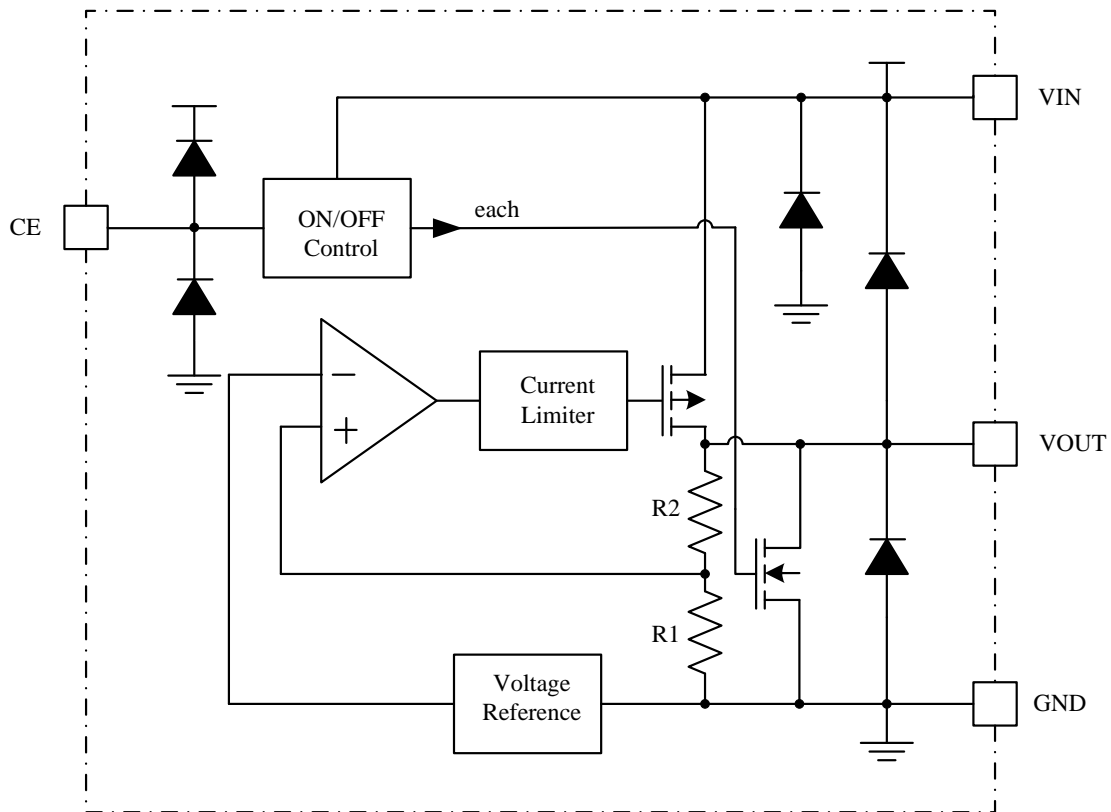 VIN
CE
ON/OFF
Control
each
−
+
Current
Limiter
VOUT
R2
R1
Voltage
Reference
GND